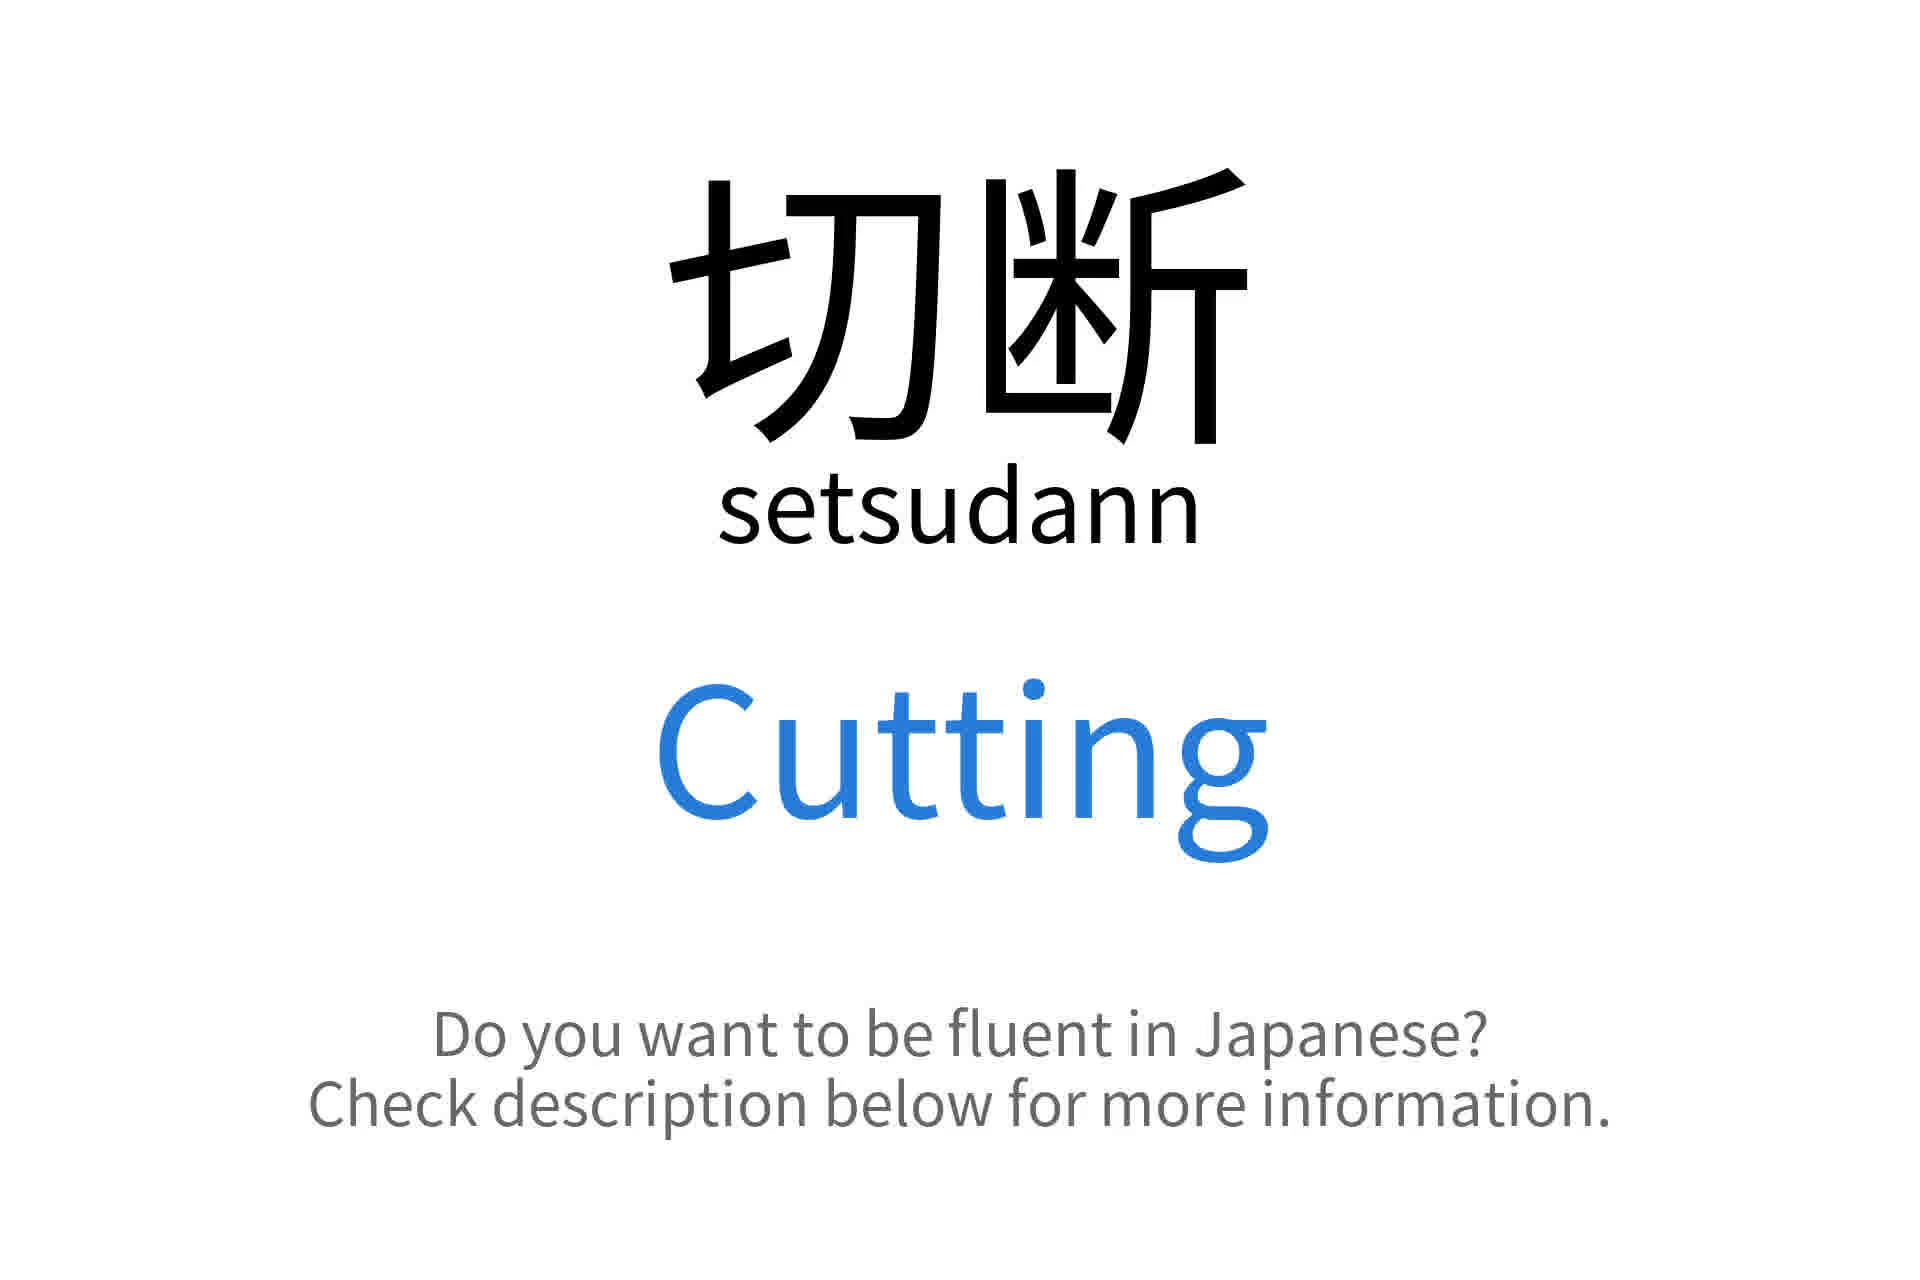 切断
setsudann
Cutting
Do you want to be fluent in Japanese?
Check description below for more information.